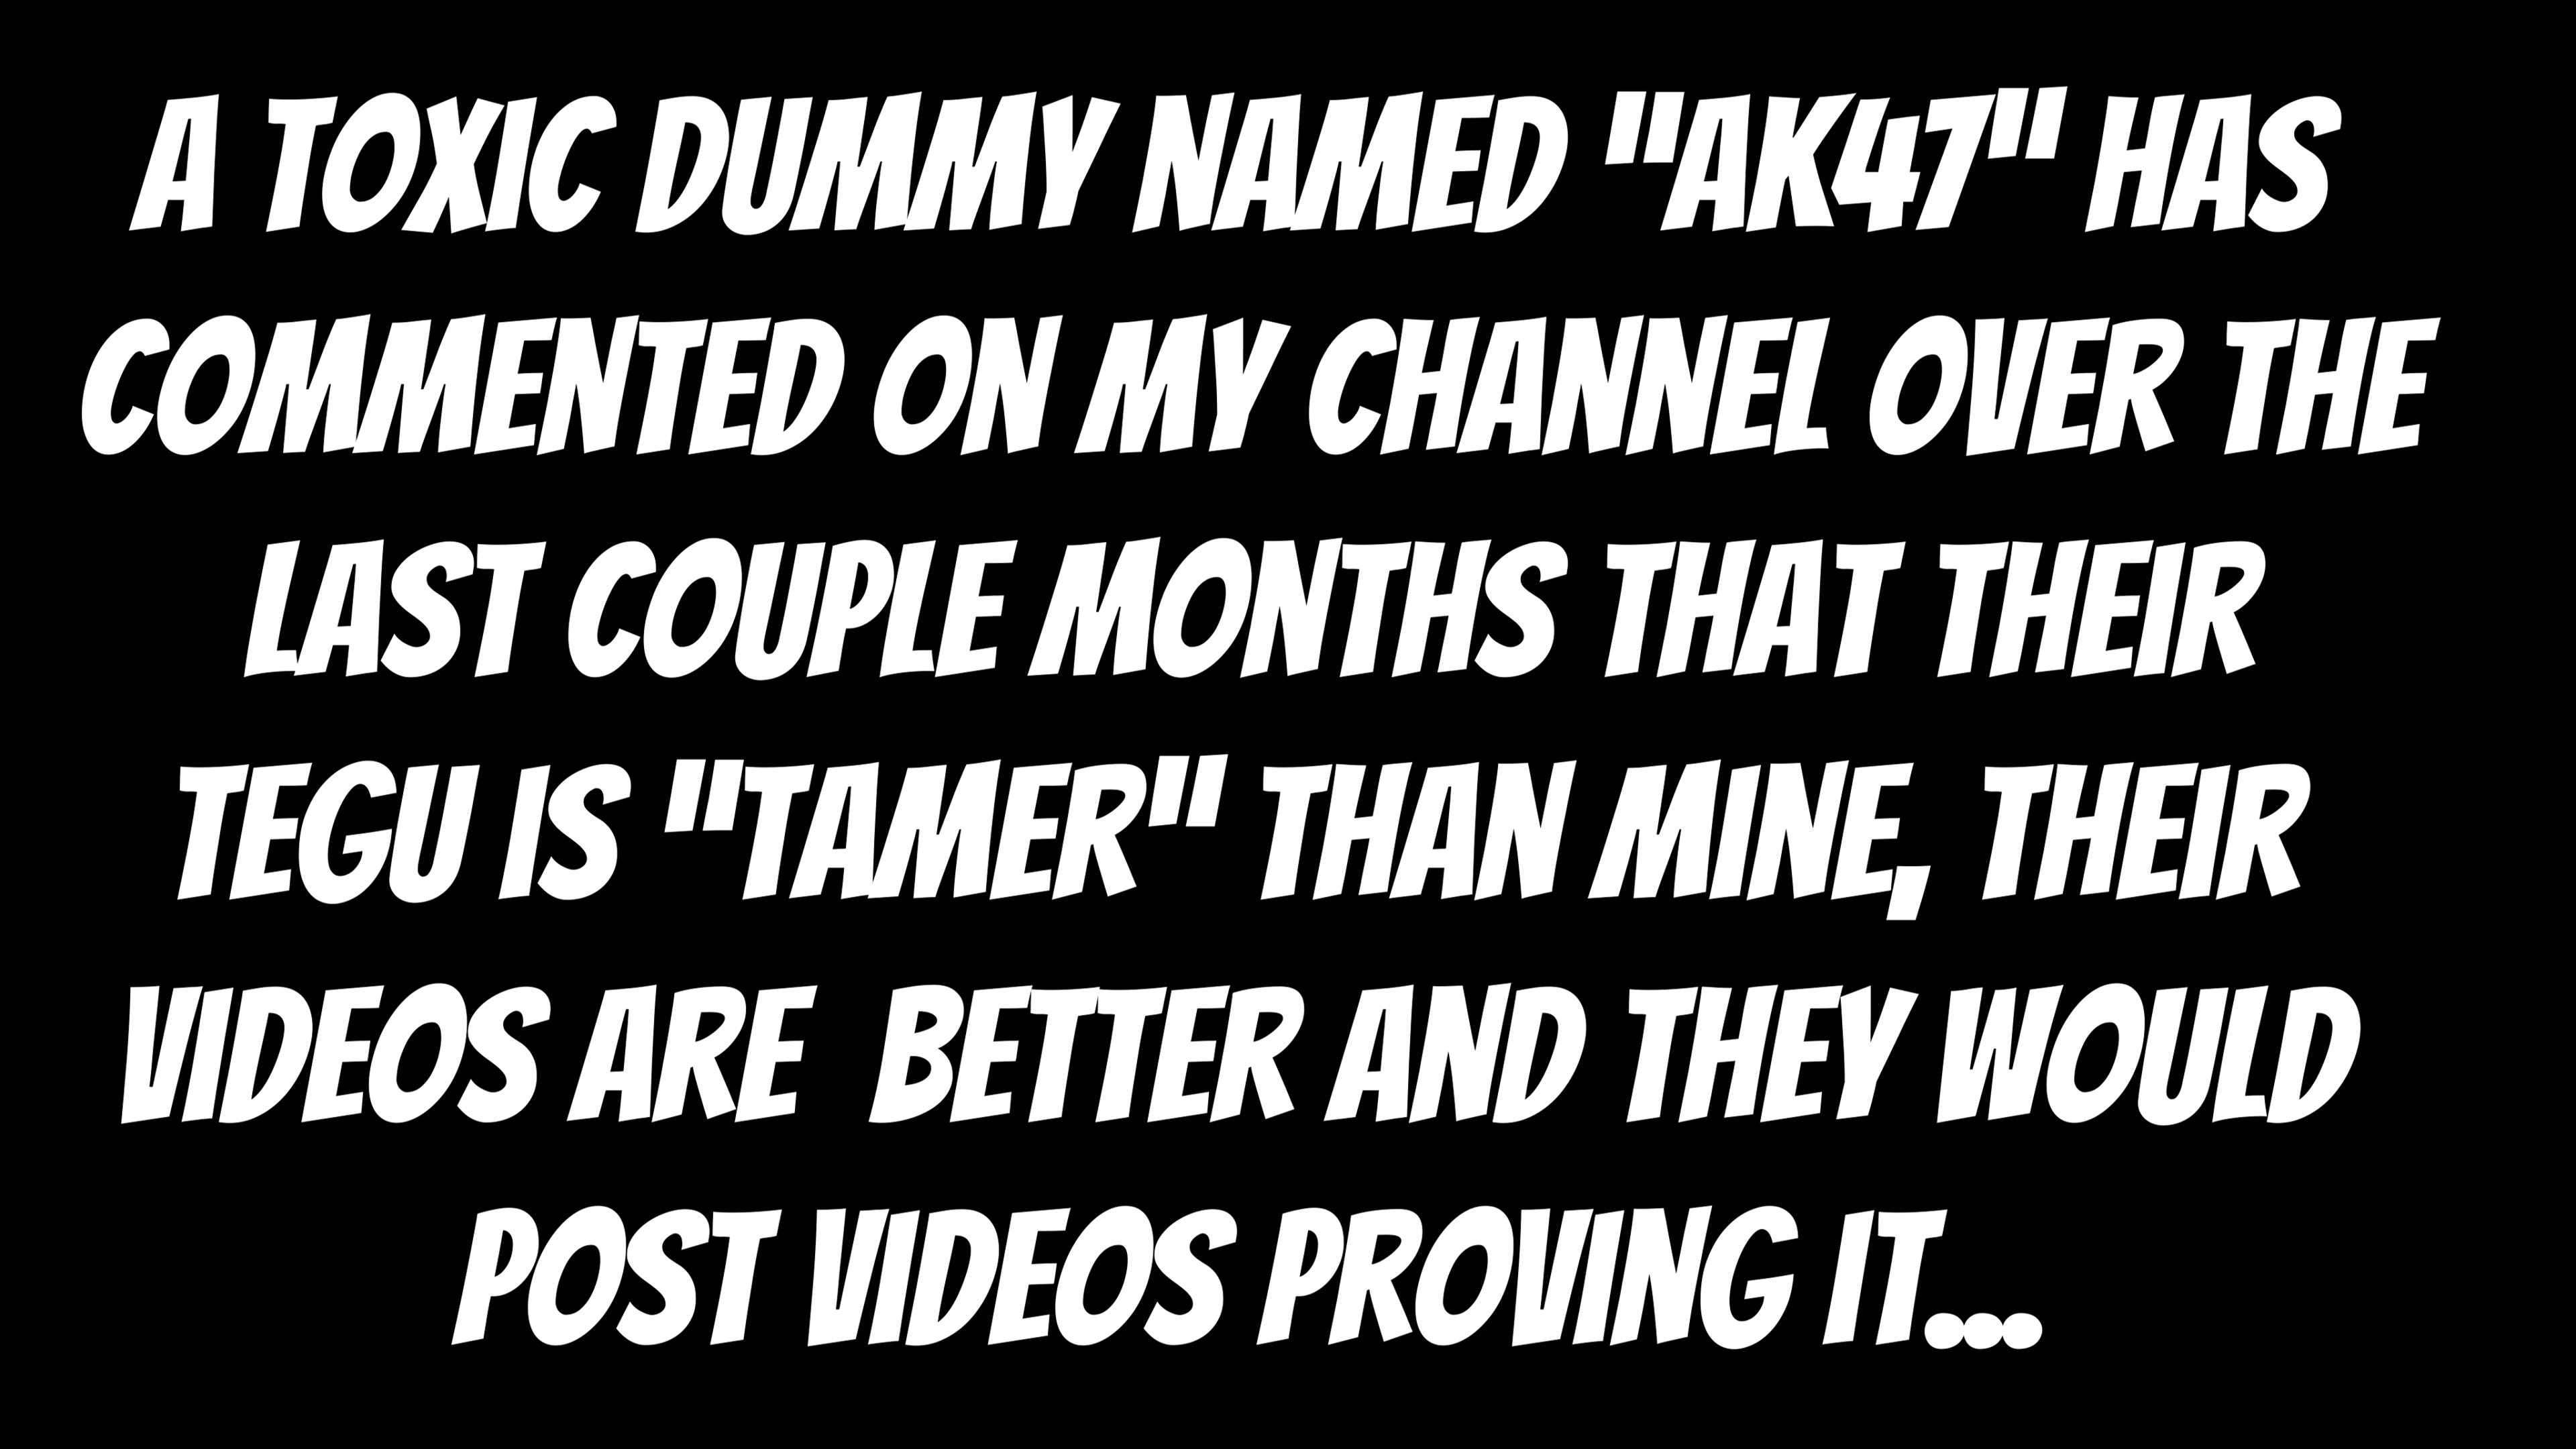 A TOXIC DUMMY NAMED "AK47" HAS
COMMENTED ON MY CHANNEL OVER THE
LAST COUPLE MONTHS THAT THEIR
TEGU IS "TAMER" THAN MINE, THEIR
VIDEOS ARE  BETTER AND THEY WOULD
POST VIDEOS PROVING IT...